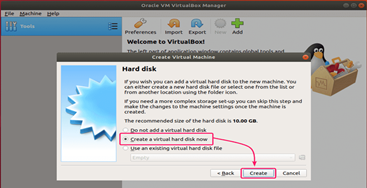 Oracle VM VirtualBox Manager
File Machine Help
Tools
Preferences Import Export New Add
Welcome to VirtualBox!
The left part of application window contains global tools and
Create Virtual Machine
Hard disk
If you wish you can add a virtual hard disk to the new machine. You
can either create a new hard disk file or select one from the list or
from another location using the folder icon.
If you need a more complex storage set-up you can skip this step and
make the changes to the machine settings once the machine is
created.
The recommended size of the hard disk is 10.00 GB.
Do not add a virtual hard disk
Create a virtual hard disk now
Use an existing virtual hard disk file
Empty
< Back Create Cancel